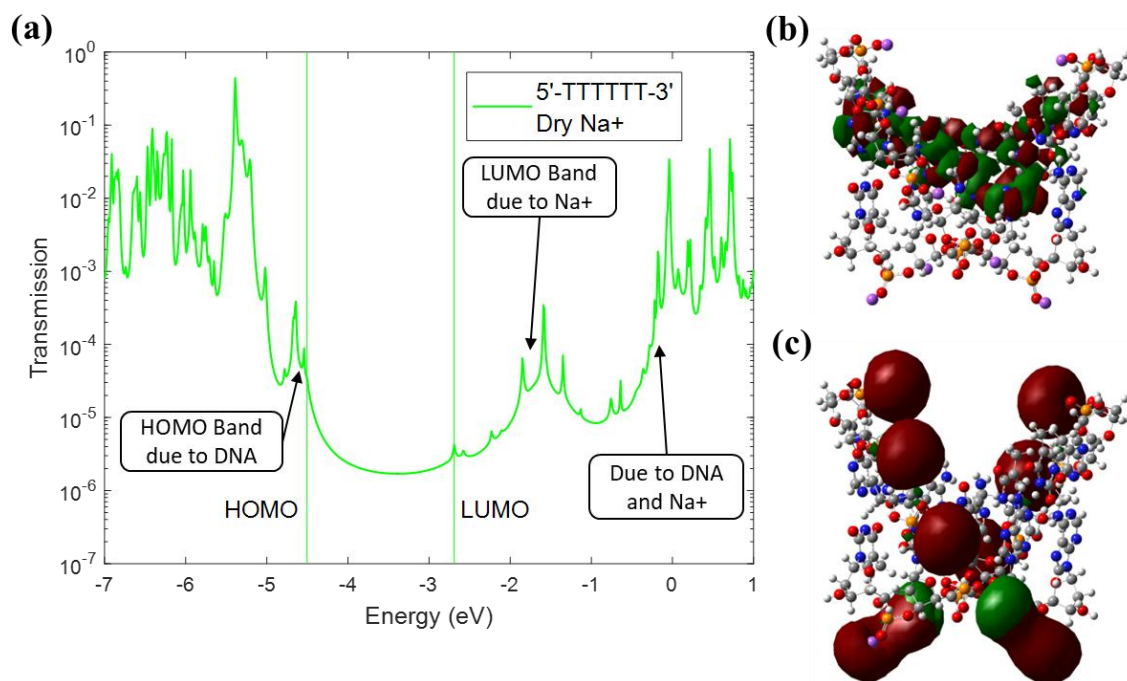 (a)
Transmission
10^0
10^-1
10^-2
10^-3
10^-4
10^-5
10^-6
10^-7
5'-TTTTTT-3'
Dry Na+
LUMO Band
due to Na+
HOMO Band
due to DNA
Due to DNA
and Na+
HOMO
LUMO
-7 -6 -5 -4 -3 -2 -1 0 1
Energy (eV)
(b)
(c)